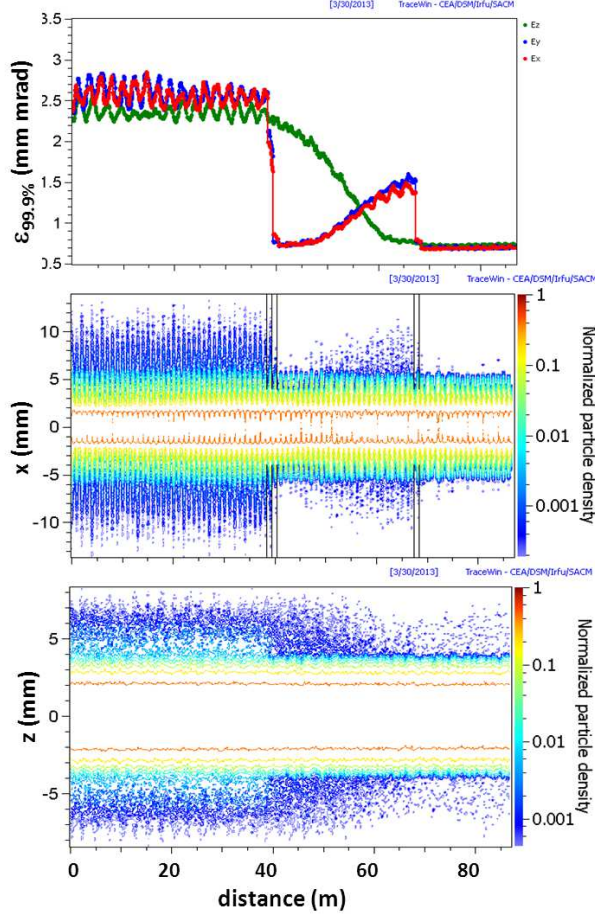 [3/30/2013] TraceWin - CEA/DSM/Irfu/SACM
3.5
3
2.5
2
1.5
1
3.5
ε99.9% (mm mrad)
Ez
Ey
Ex
[3/30/2013] TraceWin - CEA/DSM/Irfu/SACM
10
5
0
-5
-10
x (mm)
1
0.1
0.01
0.001
Normalized particle density
[3/30/2013] TraceWin - CEA/DSM/Irfu/SACM
5
0
-5
z (mm)
1
0.1
0.01
0.001
Normalized particle density
0 20 40 60 80
distance (m)